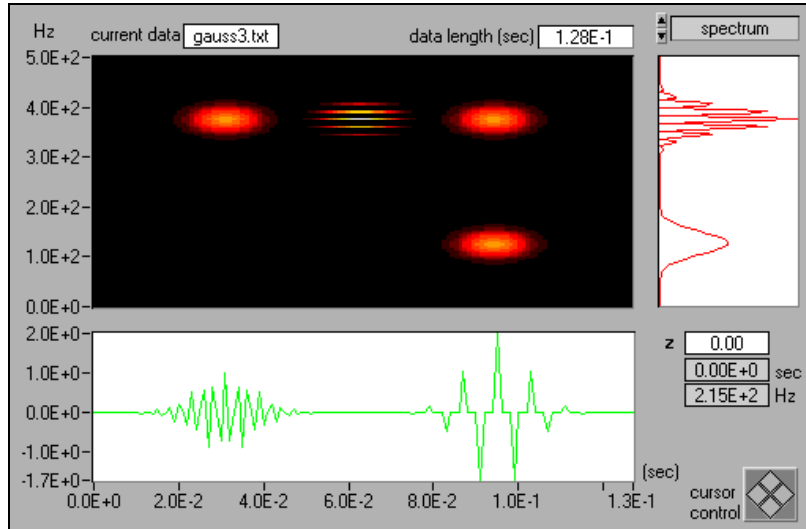 Hz current data gauss3.txt data length (sec) 1.28E-1 spectrum
5.0E+2
4.0E+2
3.0E+2
2.0E+2
1.0E+2
0.0E+0
2.0E+0
1.0E+0
0.0E+0
-1.0E+0
-1.7E+0
0.0E+0 2.0E-2 4.0E-2 6.0E-2 8.0E-2 1.0E-1 1.3E-1
(sec)
z 0.00
0.00E+0 sec
2.15E+2 Hz
cursor
control